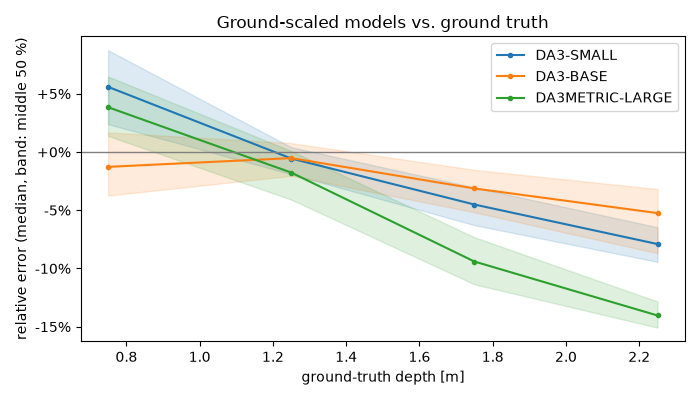 Ground-scaled models vs. ground truth
relative error (median, band: middle 50 %)
+5%
+0%
-5%
-10%
-15%
DA3-SMALL
DA3-BASE
DA3METRIC-LARGE
0.8 1.0 1.2 1.4 1.6 1.8 2.0 2.2
ground-truth depth [m]